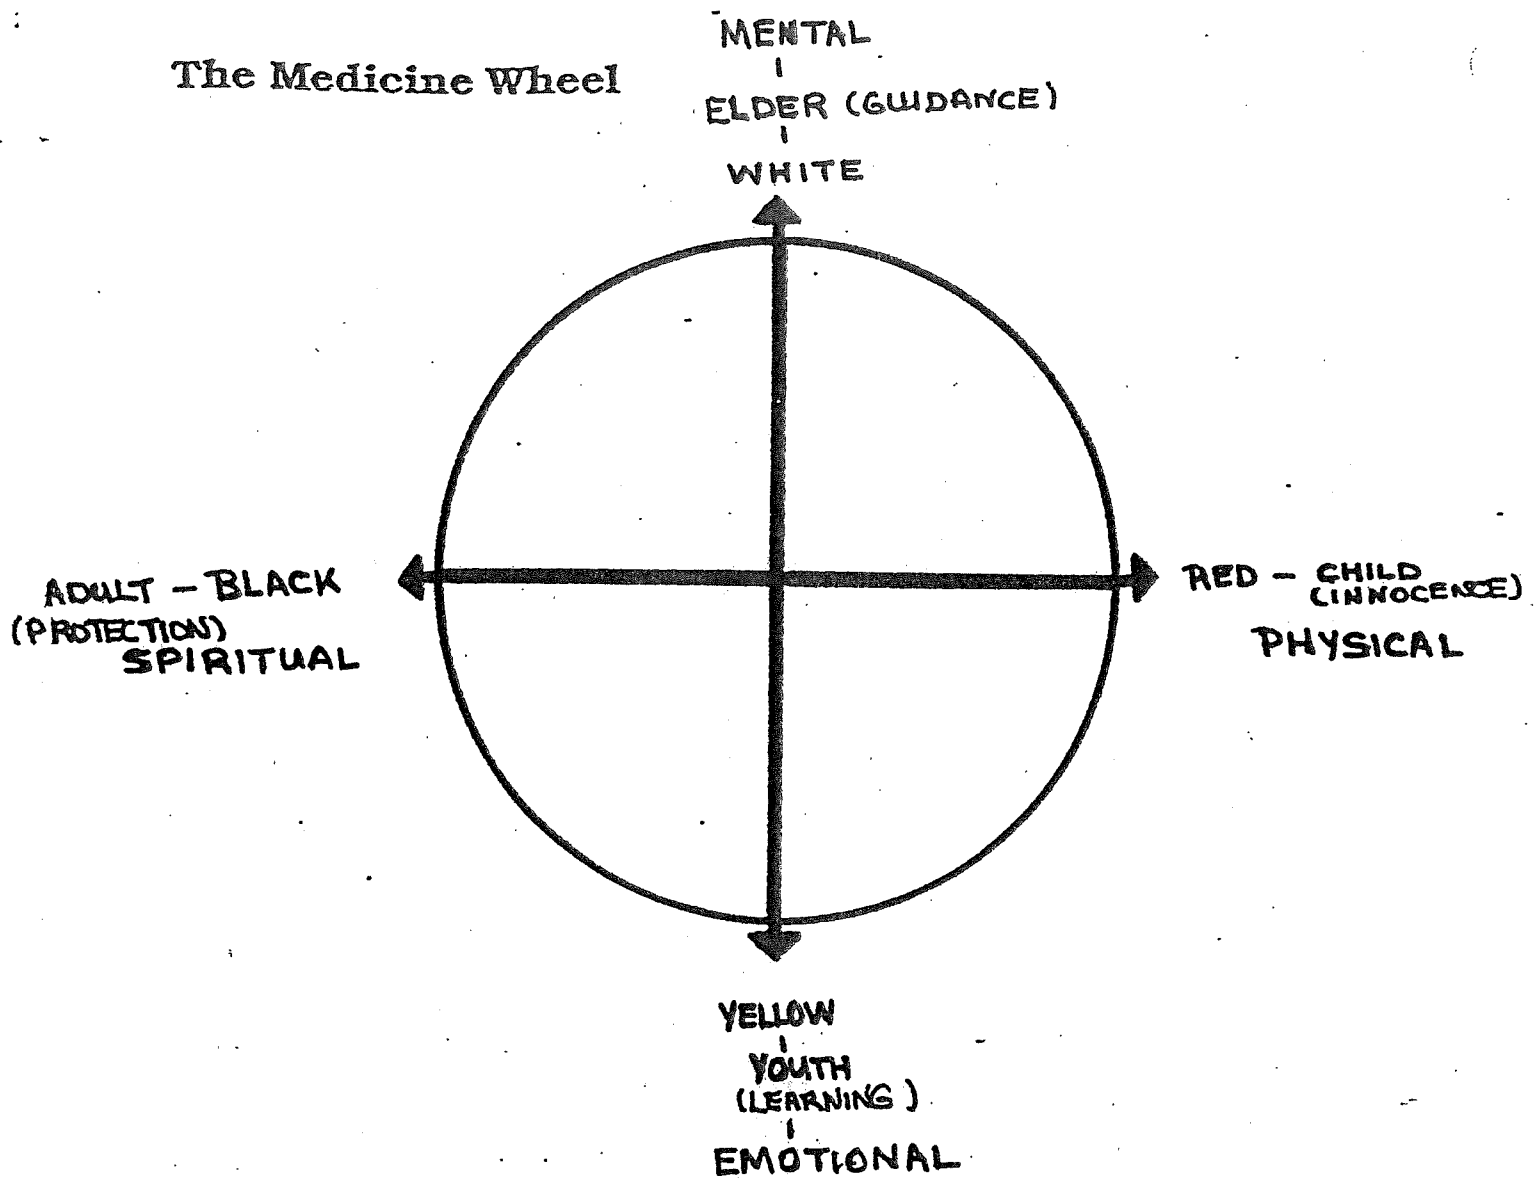 The Medicine Wheel
MENTAL
ELDER (GUIDANCE)
WHITE
ADULT - BLACK
(PROTECTION)
SPIRITUAL
RED - CHILD
(INNOCENCE)
PHYSICAL
YELLOW
YOUTH
(LEARNING)
EMOTIONAL